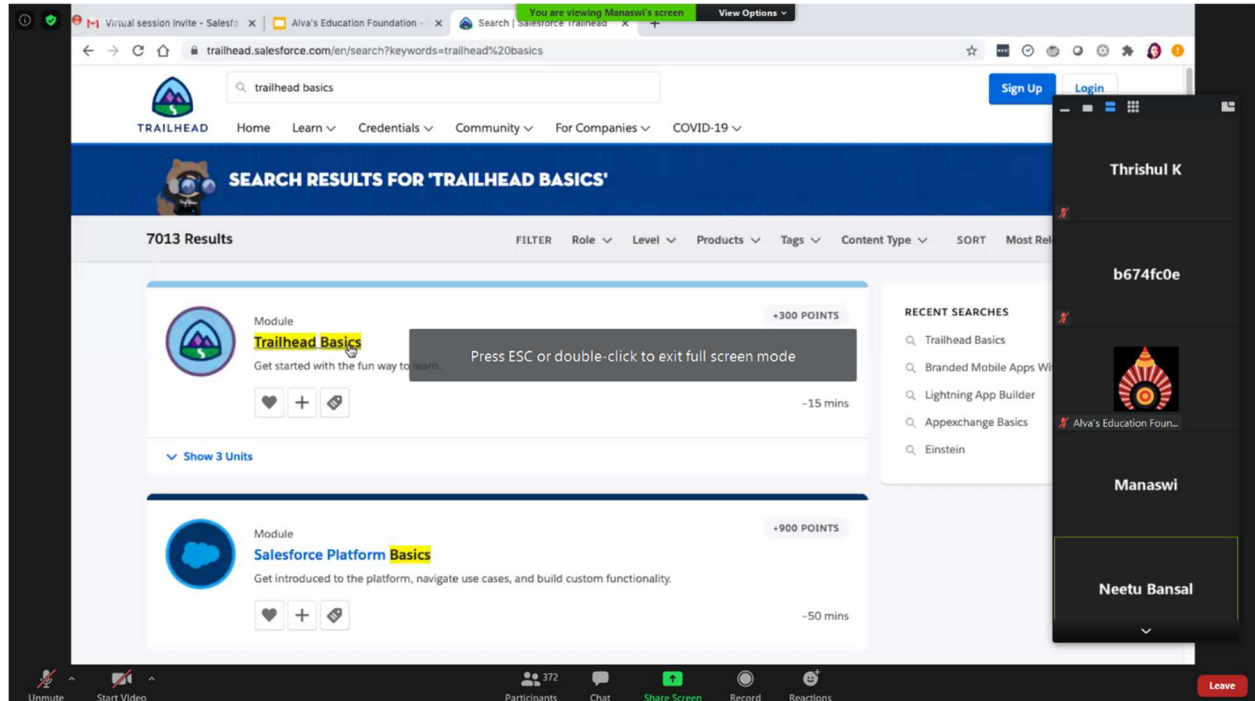 You are viewing Manaswi's screen
View Options
Virtual session Invite - Salesfo
Alva's Education Foundation -
Search | Salesforce Trailhead
trailhead.salesforce.com/en/search?keywords=trailhead%20basics
trailhead basics
Sign Up
Login
TRAILHEAD
Home
Learn
Credentials
Community
For Companies
COVID-19
SEARCH RESULTS FOR 'TRAILHEAD BASICS'
7013 Results
FILTER
Role
Level
Products
Tags
Content Type
SORT
Most Rel
Module
+300 POINTS
Trailhead Basics
Get started with the fun way to learn.
~15 mins
Show 3 Units
Press ESC or double-click to exit full screen mode
Module
+900 POINTS
Salesforce Platform Basics
Get introduced to the platform, navigate use cases, and build custom functionality.
~50 mins
RECENT SEARCHES
Trailhead Basics
Branded Mobile Apps Wi
Lightning App Builder
Appexchange Basics
Einstein
Thrishul K
b674fc0e
Alva's Education Foun...
Manaswi
Neetu Bansal
Unmute
Start Video
372
Participants
Chat
Share Screen
Record
Reactions
Leave